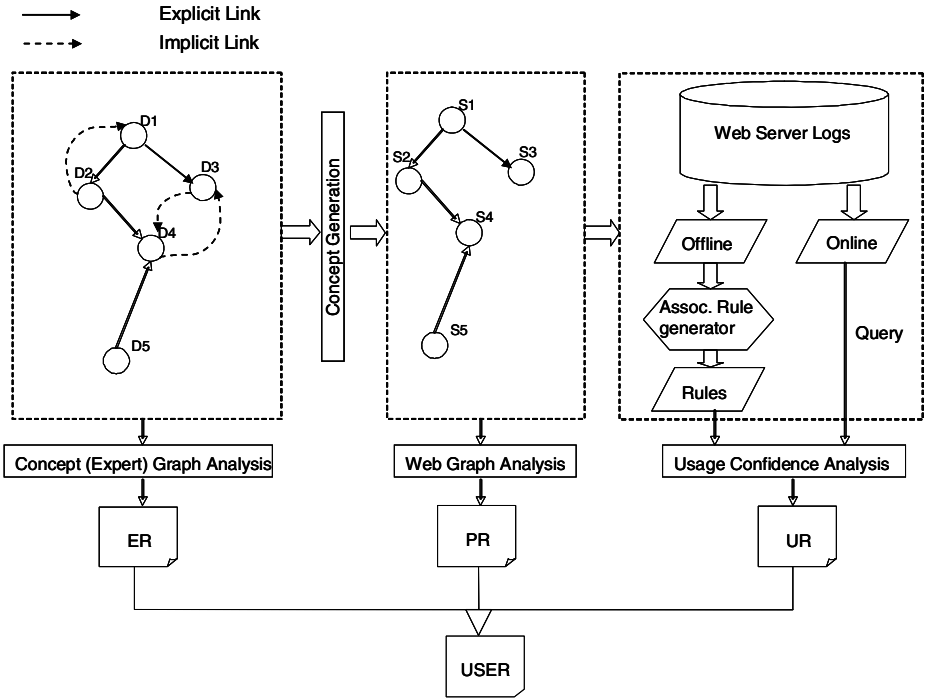 Explicit Link
Implicit Link
D1
D2
D3
D4
D5
Concept Generation
S1
S2
S3
S4
S5
Web Server Logs
Offline
Online
Assoc. Rule
generator
Query
Rules
Concept (Expert) Graph Analysis
Web Graph Analysis
Usage Confidence Analysis
ER
PR
UR
USER